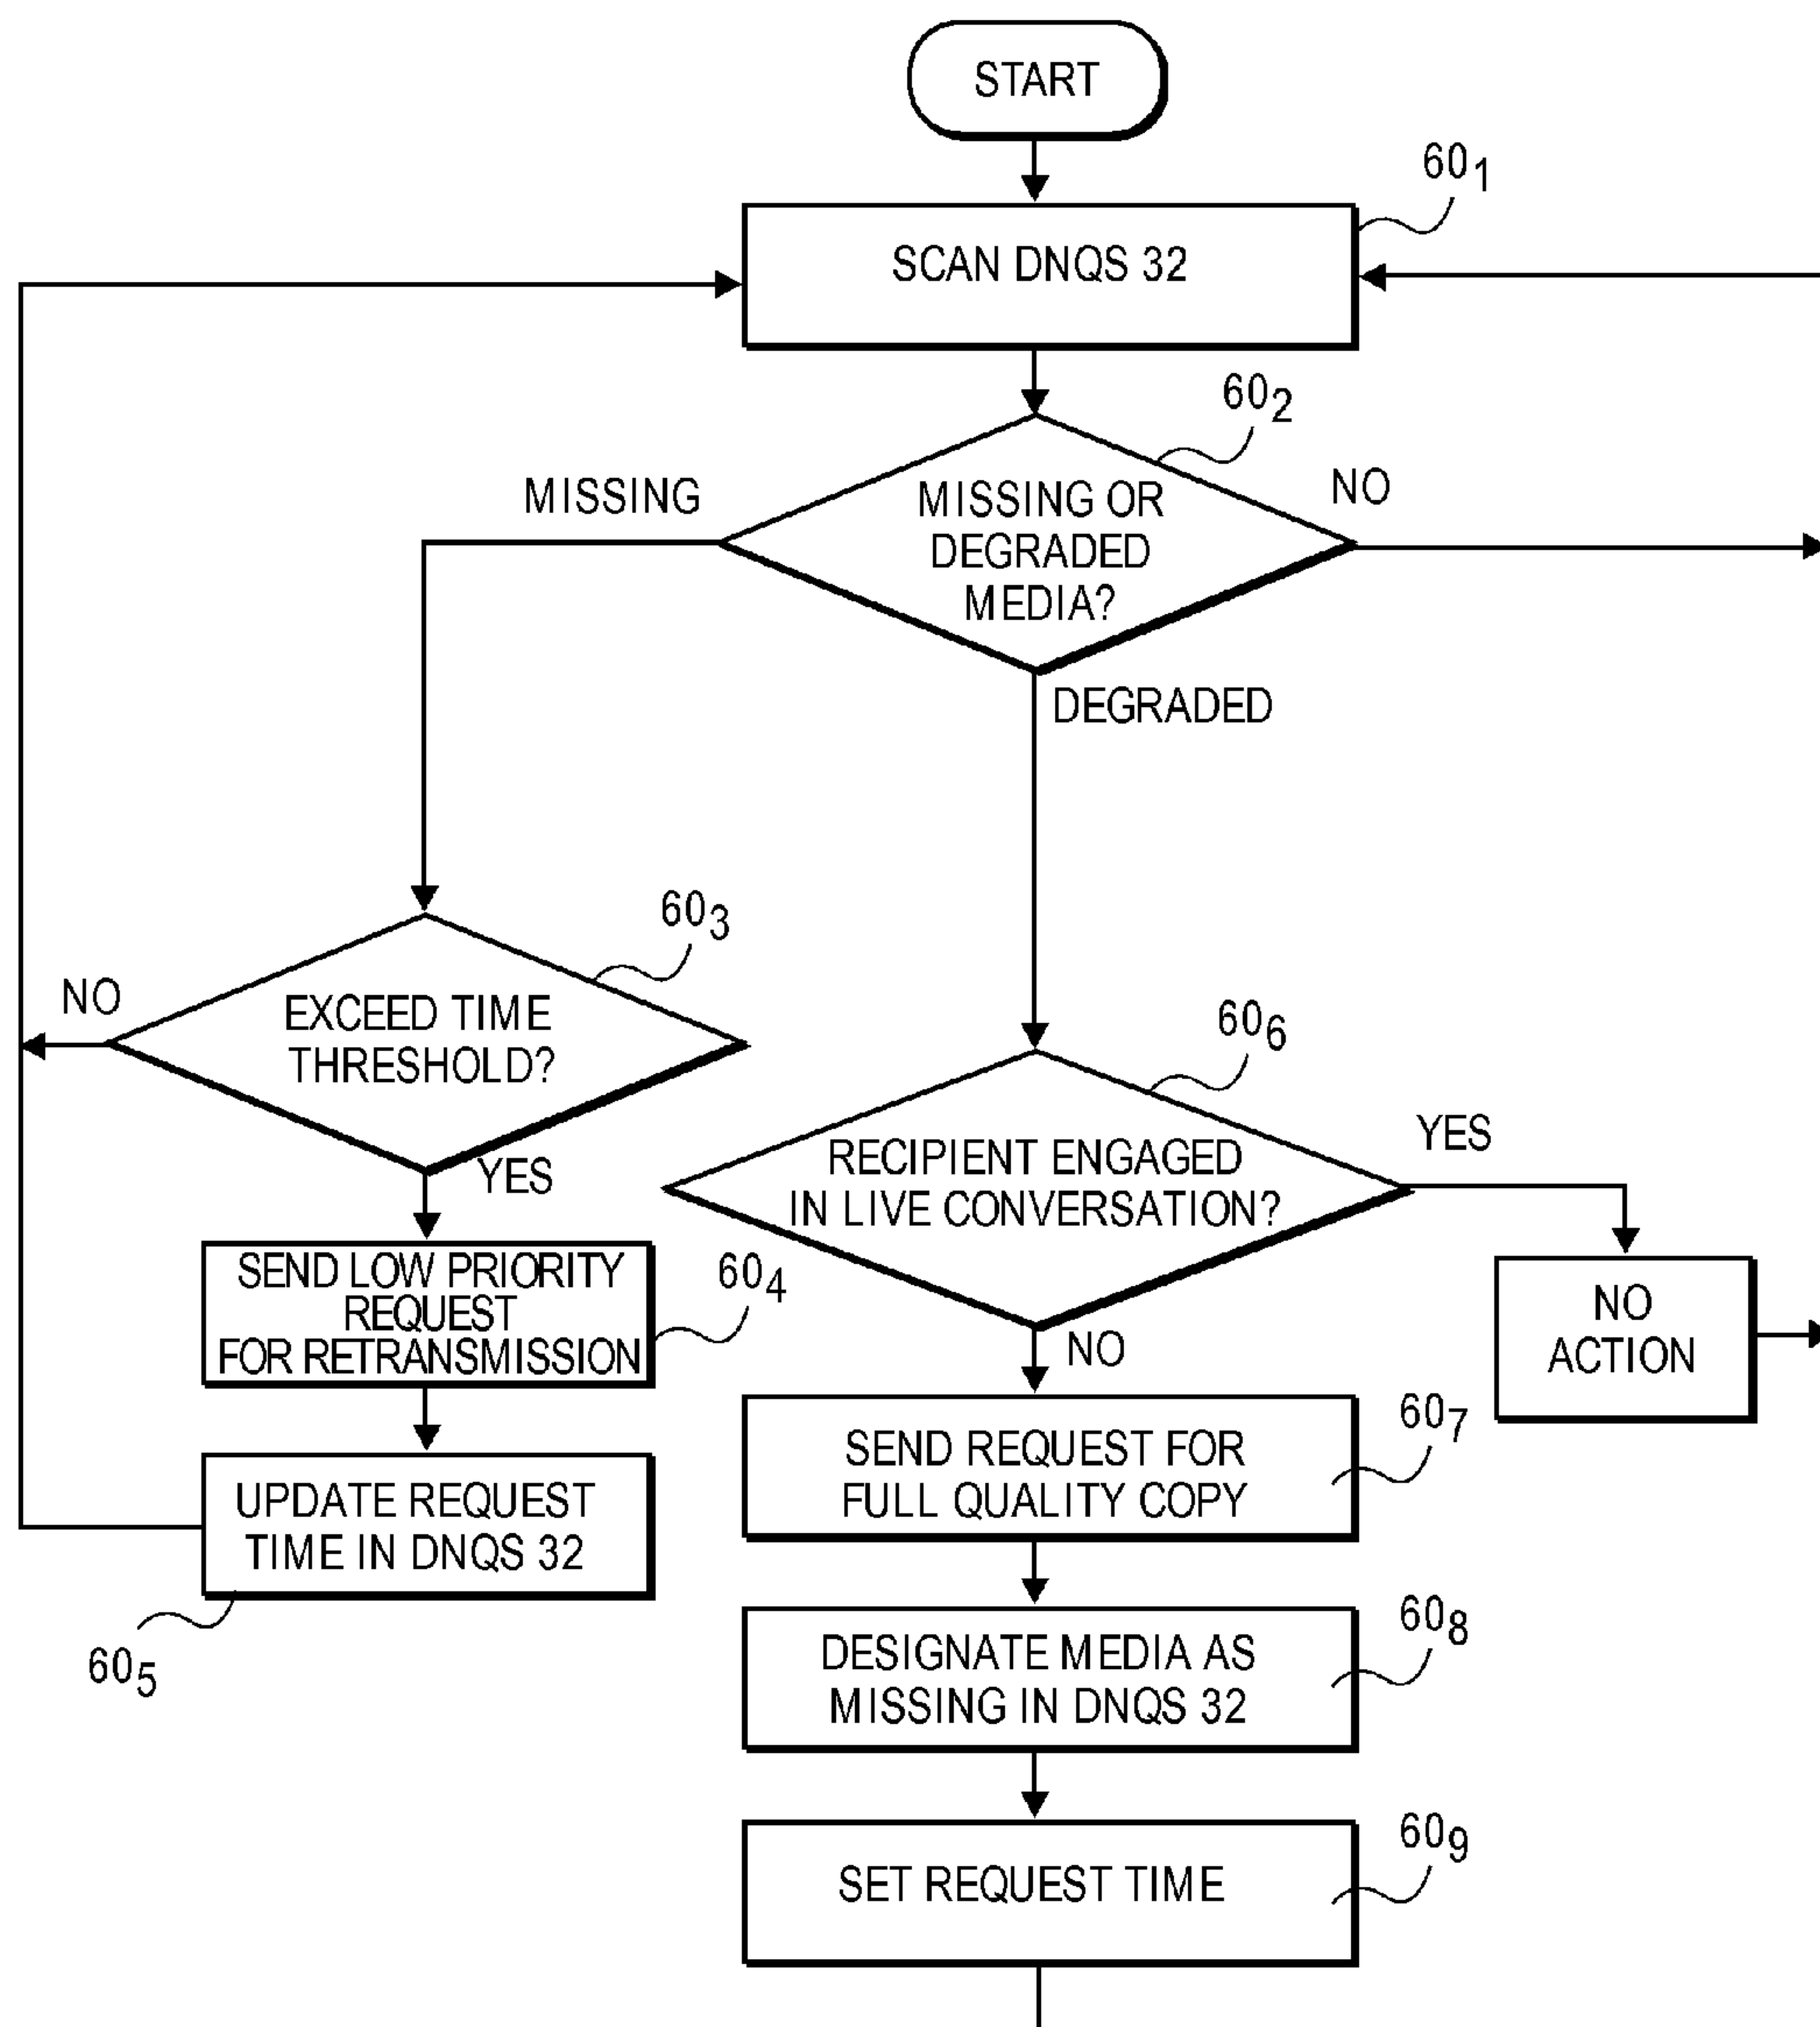 START
60₁
SCAN DNQS 32
60₂
MISSING
MISSING OR
DEGRADED
MEDIA?
NO
DEGRADED
60₃
NO
EXCEED TIME
THRESHOLD?
YES
60₆
RECIPIENT ENGAGED
IN LIVE CONVERSATION?
YES
SEND LOW PRIORITY
REQUEST
FOR RETRANSMISSION
60₄
NO
NO
ACTION
UPDATE REQUEST
TIME IN DNQS 32
60₅
SEND REQUEST FOR
FULL QUALITY COPY
60₇
DESIGNATE MEDIA AS
MISSING IN DNQS 32
60₈
SET REQUEST TIME
60₉